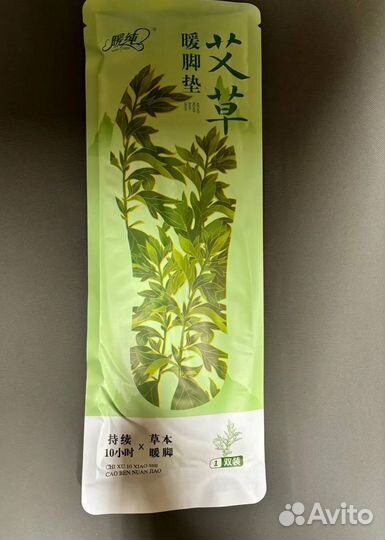 暖纯®
艾草
暖脚垫
持续
10小时
×
草本
暖脚
CHI XU 10 XIAO SHI
CAO BEN NUAN JIAO
1双装
Avito